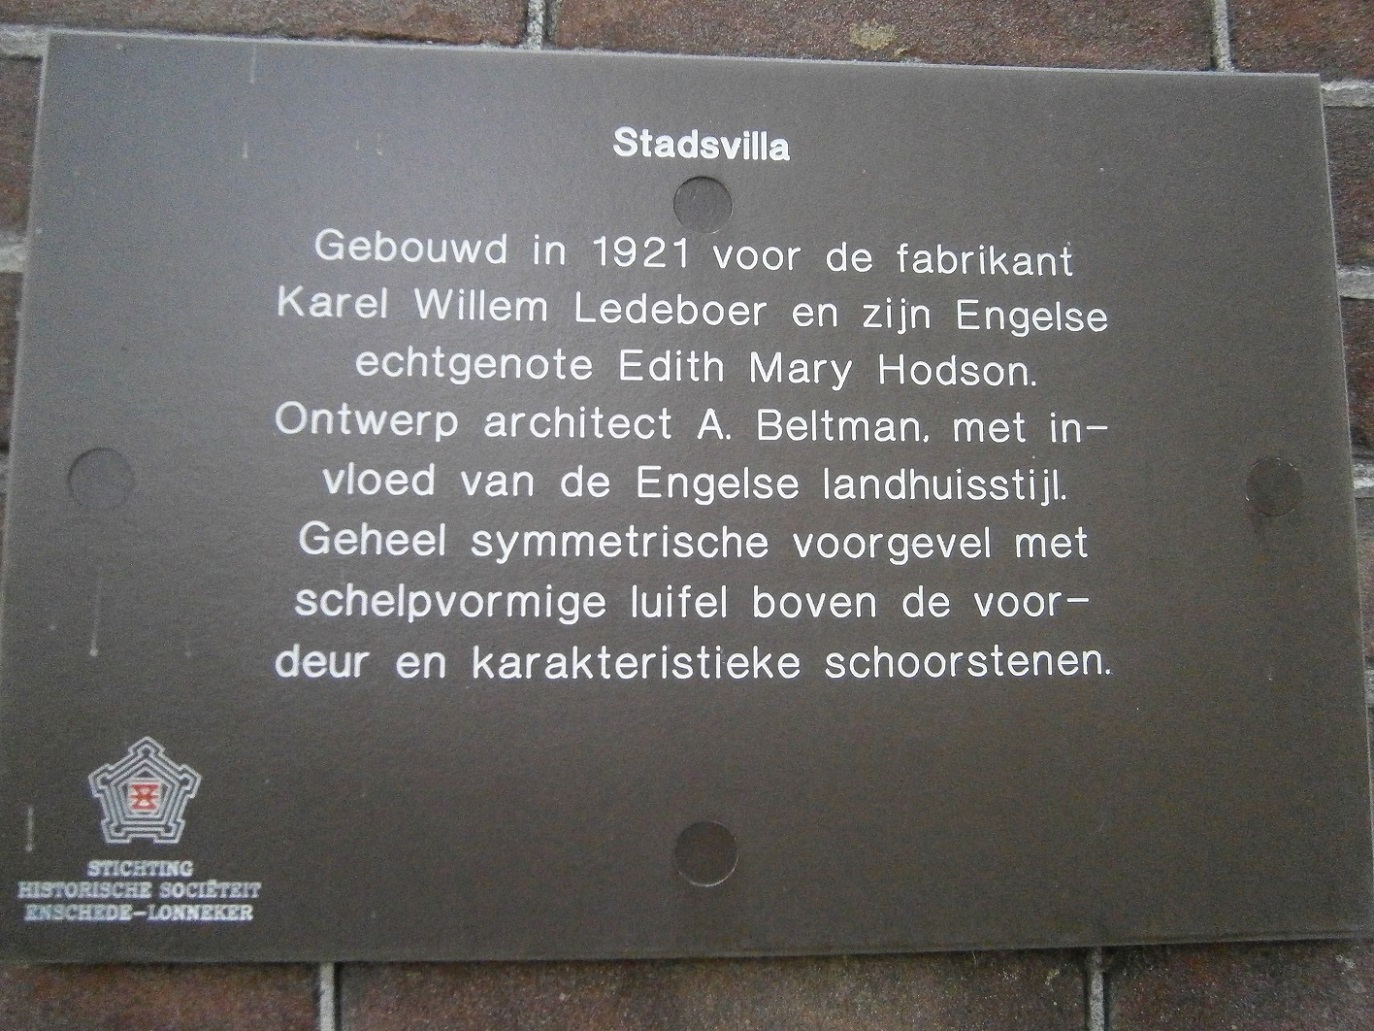 Stadsvilla
Gebouwd in 1921 voor de fabrikant
Karel Willem Ledeboer en zijn Engelse
echtgenote Edith Mary Hodson.
Ontwerp architect A. Beltman, met in-
vloed van de Engelse landhuisstijl.
Geheel symmetrische voorgevel met
schelpvormige luifel boven de voor-
deur en karakteristieke schoorstenen.
STICHTING
HISTORISCHE SOCIËTEIT
ENSCHEDE-LONNEKER